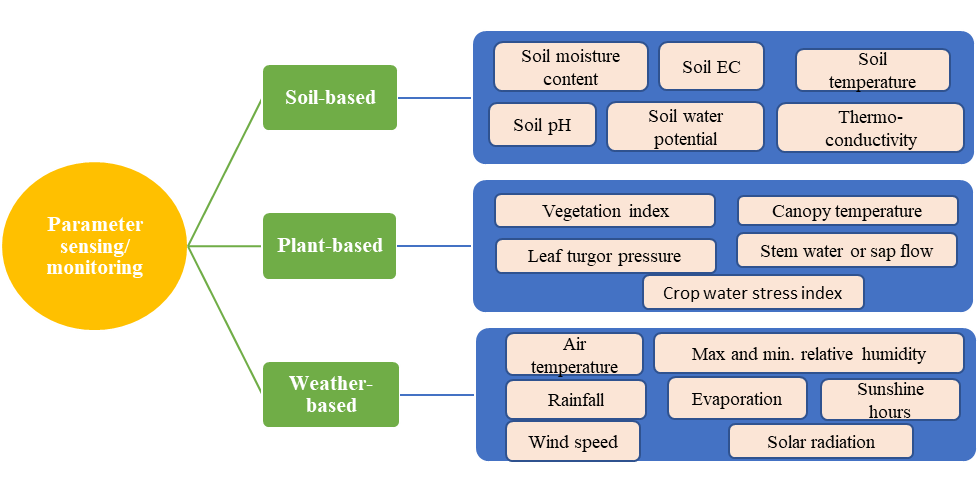 Parameter
sensing/
monitoring
Soil-based
Soil moisture
content
Soil EC
Soil
temperature
Soil pH
Soil water
potential
Thermo-
conductivity
Plant-based
Vegetation index
Canopy temperature
Leaf turgor pressure
Stem water or sap flow
Crop water stress index
Weather-
based
Air
temperature
Max and min. relative humidity
Rainfall
Evaporation
Sunshine
hours
Wind speed
Solar radiation